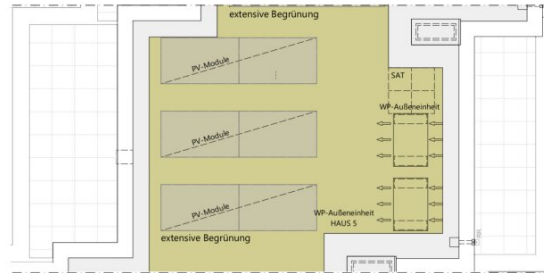 extensive Begrünung
PV-Module
SAT
WP-Außeneinheit
PV-Module
PV-Module
WP-Außeneinheit
HAUS 5
extensive Begrünung